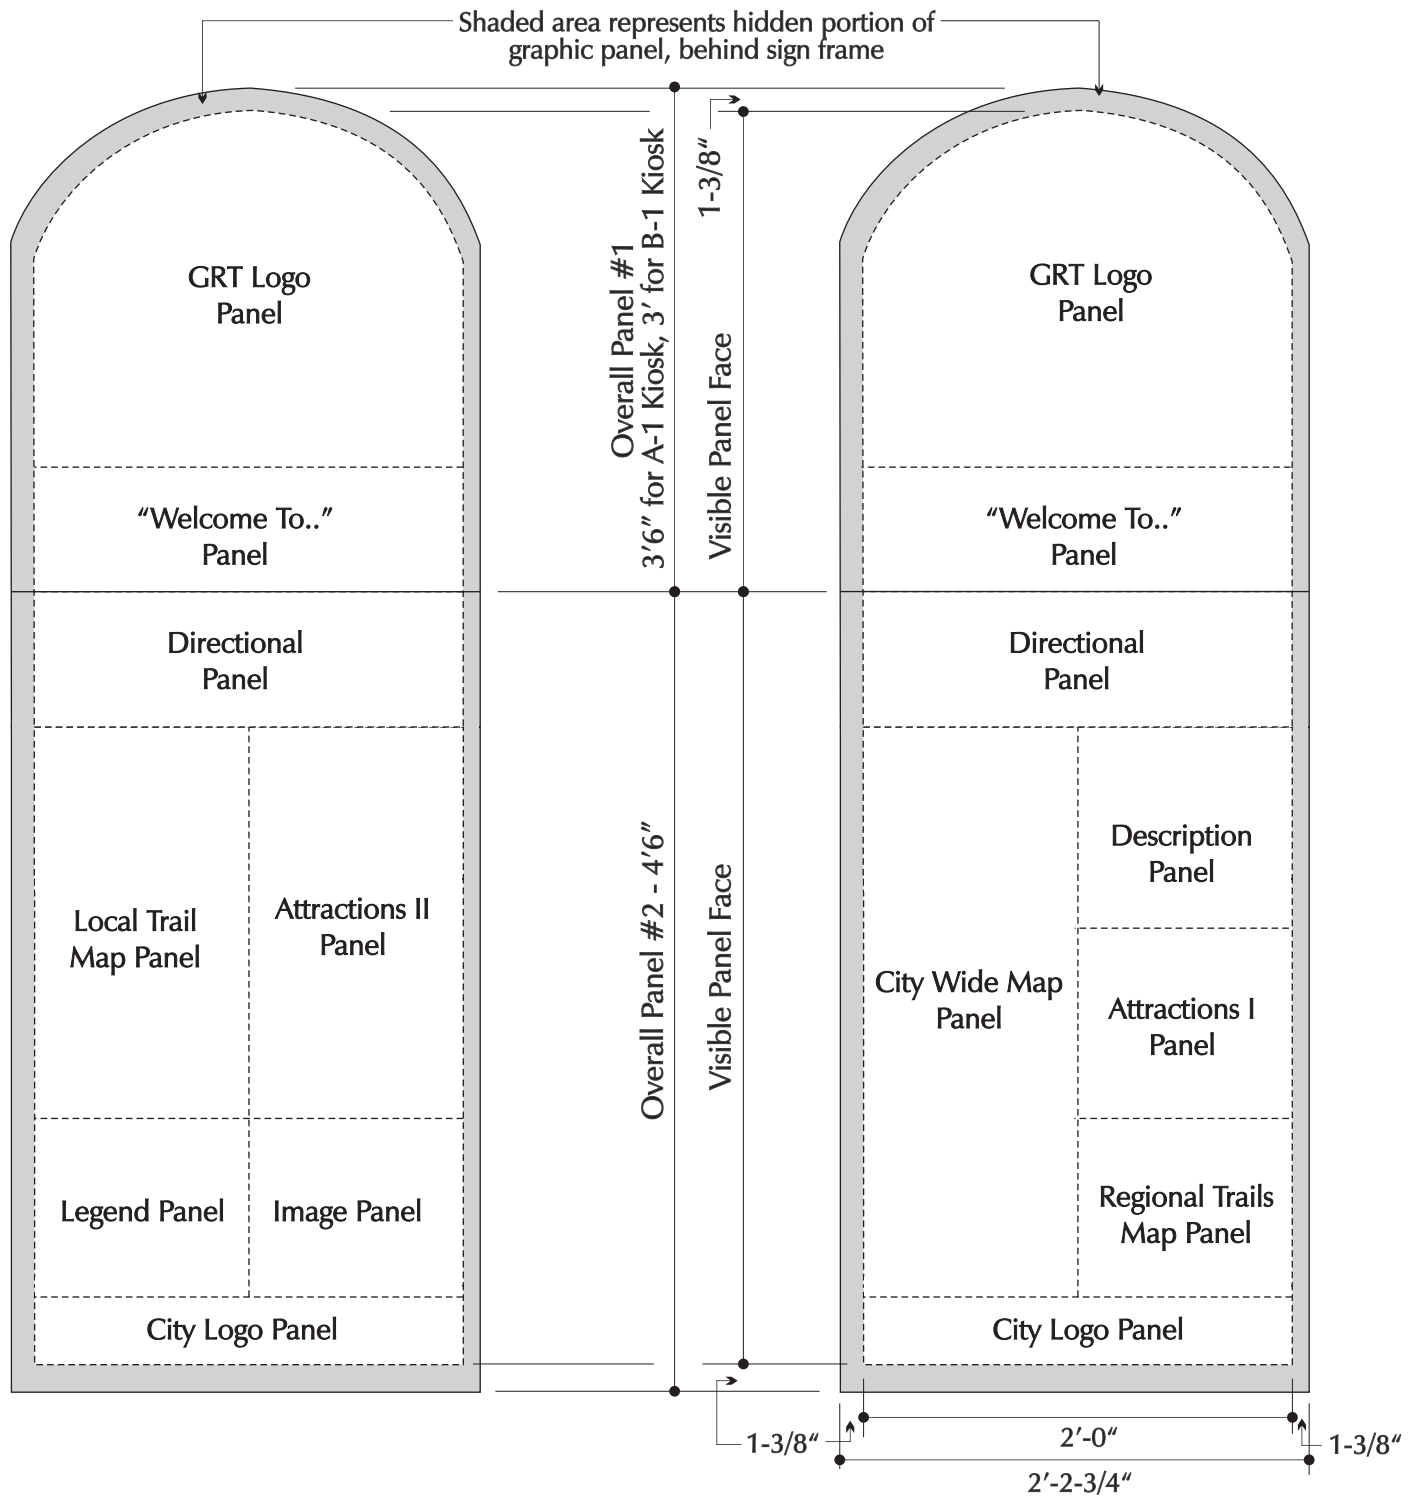 Shaded area represents hidden portion of
graphic panel, behind sign frame
GRT Logo
Panel
“Welcome To..”
Panel
Directional
Panel
Local Trail
Map Panel
Attractions II
Panel
Legend Panel
Image Panel
City Logo Panel
Overall Panel #1
3’6” for A-1 Kiosk, 3’ for B-1 Kiosk
1-3/8“
Visible Panel Face
Overall Panel #2 - 4’6”
Visible Panel Face
GRT Logo
Panel
“Welcome To..”
Panel
Directional
Panel
City Wide Map
Panel
Description
Panel
Attractions I
Panel
Regional Trails
Map Panel
City Logo Panel
1-3/8“
2’-0“
1-3/8“
2’-2-3/4“